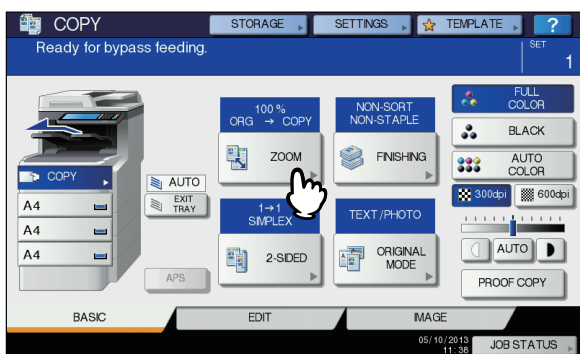 COPY
STORAGE
SETTINGS
TEMPLATE
?
Ready for bypass feeding.
SET
1
100 %
ORG → COPY
NON-SORT
NON-STAPLE
FULL
COLOR
BLACK
ZOOM
FINISHING
AUTO
COLOR
COPY
AUTO
300dpi
600dpi
EXIT
TRAY
A4
A4
A4
1→1
SIMPLEX
TEXT/PHOTO
AUTO
2-SIDED
ORIGINAL
MODE
APS
PROOF COPY
BASIC
EDIT
IMAGE
05/10/2013
11:38
JOB STATUS